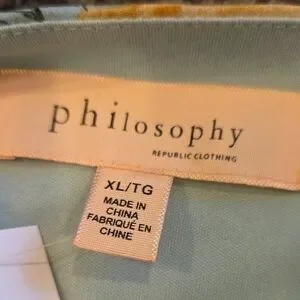 philosophy
REPUBLIC CLOTHING
XL/TG
MADE IN
CHINA
FABRIQUÉ EN
CHINE